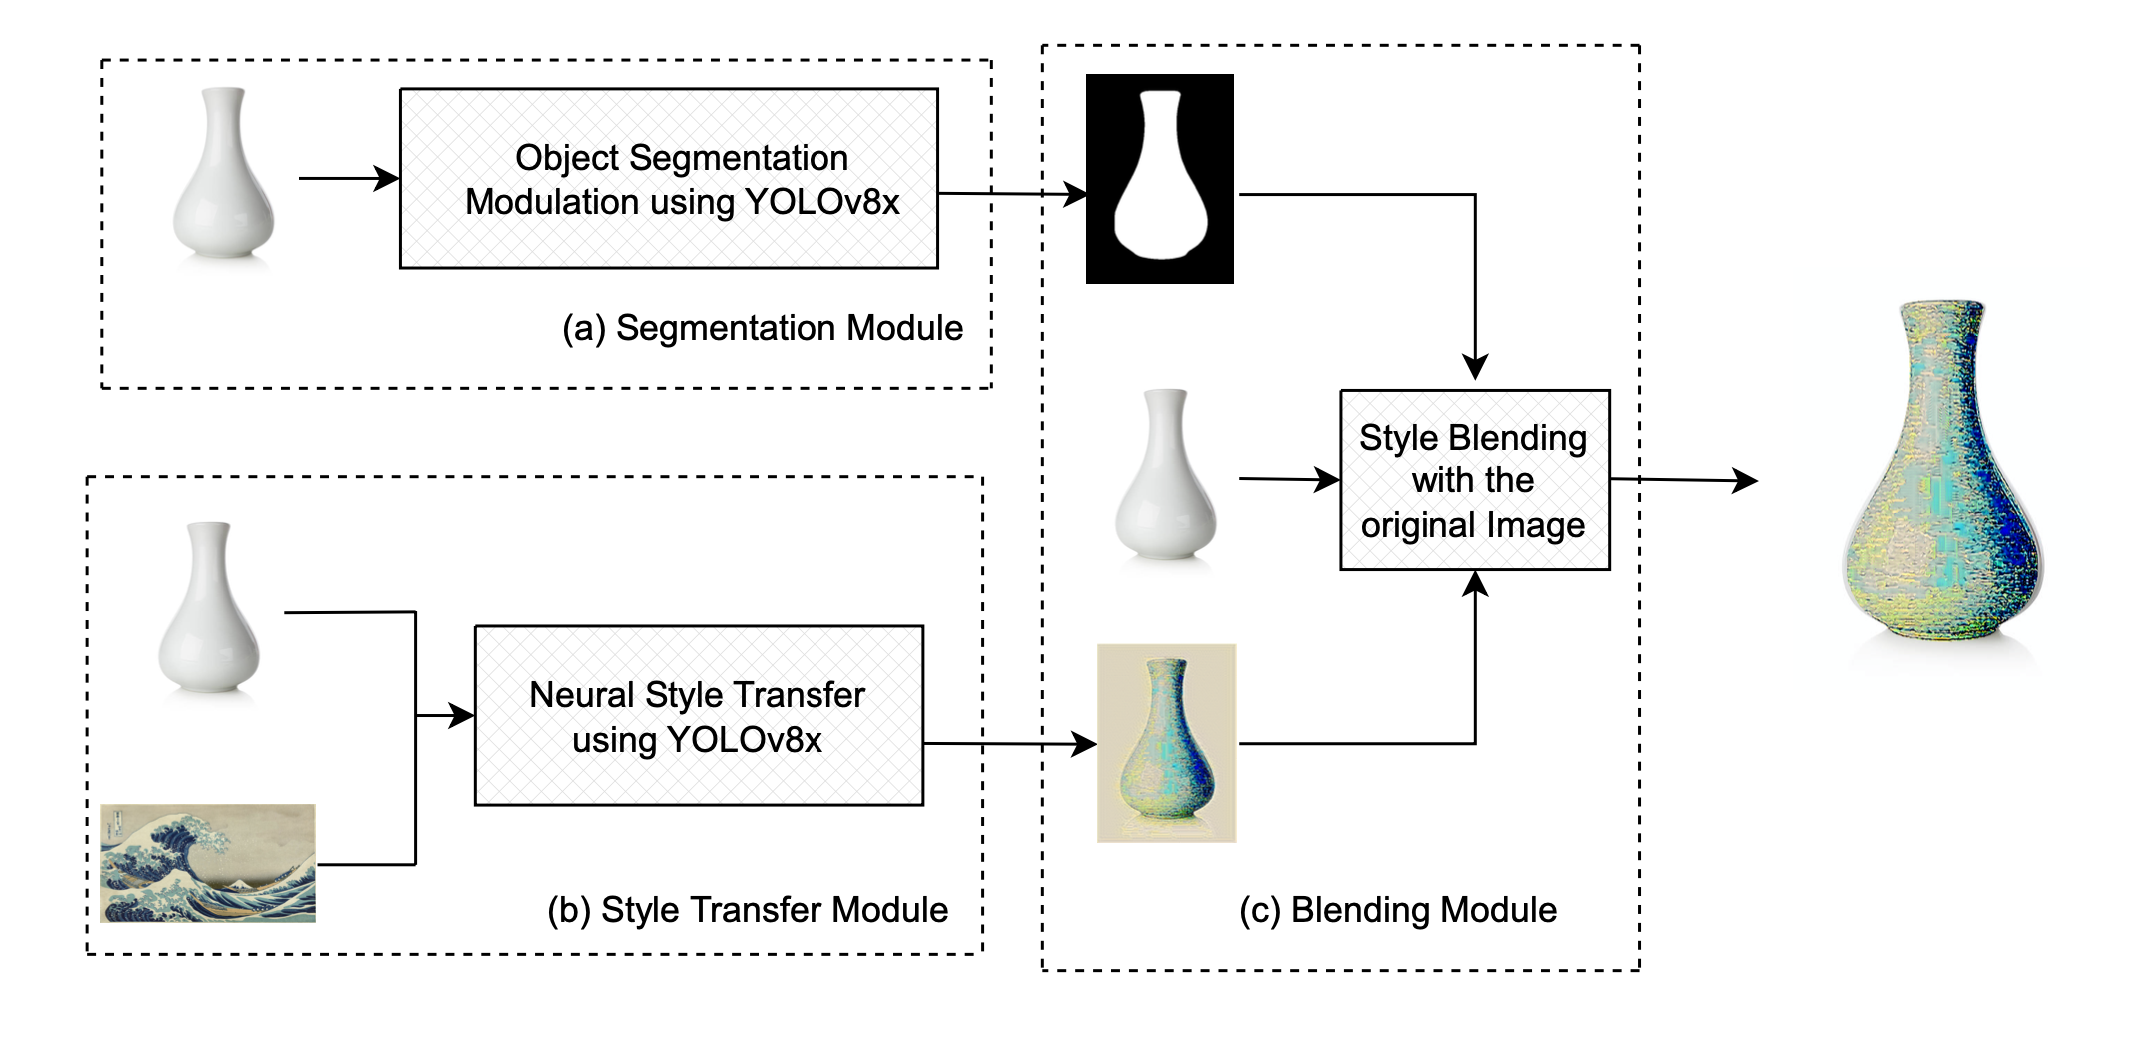 Object Segmentation
Modulation using YOLOv8x
(a) Segmentation Module
Style Blending
with the
original Image
Neural Style Transfer
using YOLOv8x
(b) Style Transfer Module
(c) Blending Module